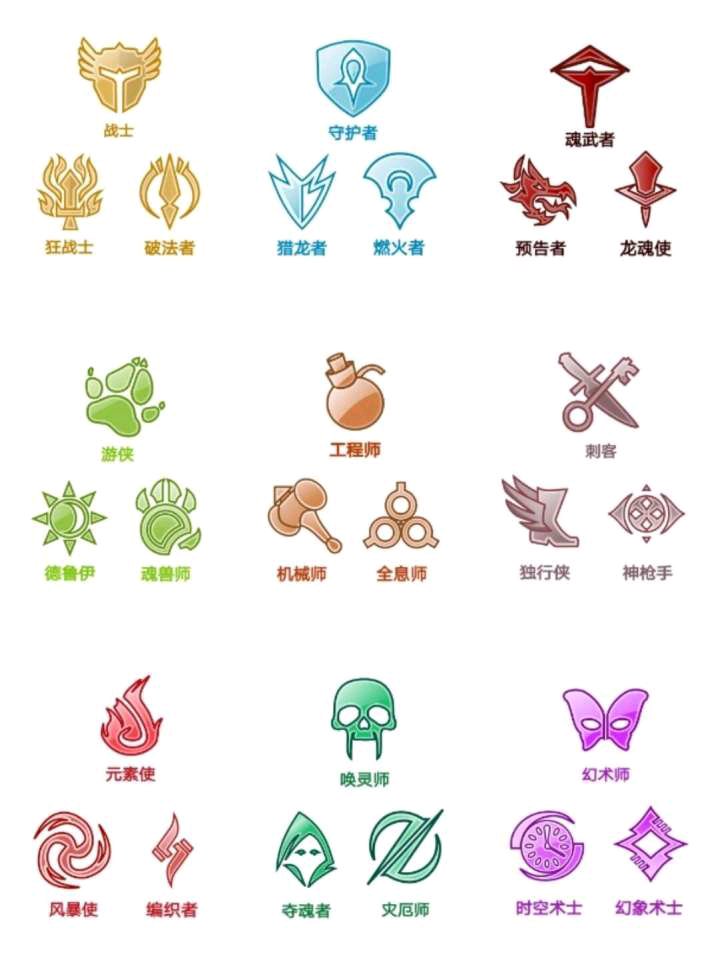 战士
守护者
魂武者
狂战士
破法者
猎龙者
燃火者
预告者
龙魂使
游侠
工程师
刺客
德鲁伊
魂兽师
机械师
全息师
独行侠
神枪手
元素使
唤灵师
幻术师
风暴使
编织者
夺魂者
灾厄师
时空术士
幻象术士